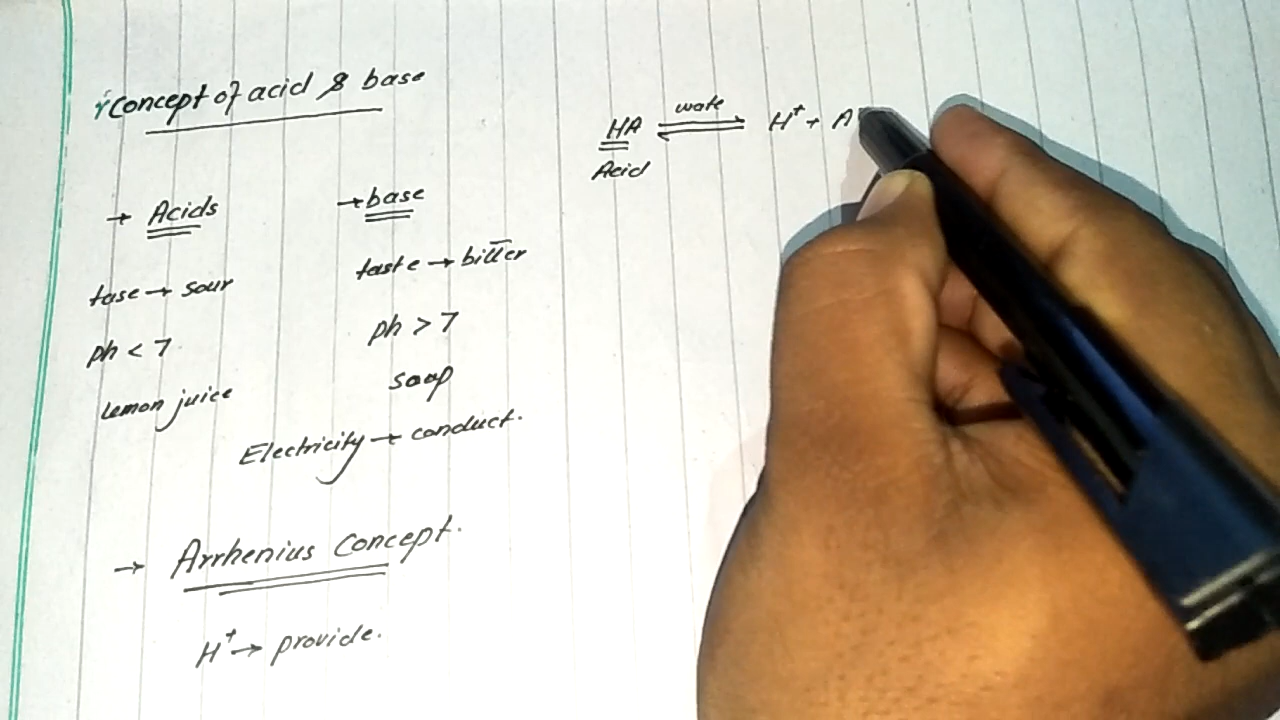 concept of acid & base
→ Acids
tase → sour
ph < 7
Lemon juice
→ base
taste → bitter
ph > 7
soap
Electricity → conduct.
→ Arrhenius concept.
H⁺ → provide.
HA ⇌ H⁺ + A
wate
Acid